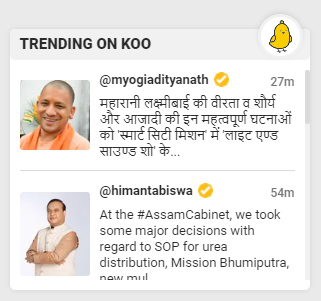 TRENDING ON KOO
@myogiadityanath 27m
महारानी लक्ष्मीबाई की वीरता व शौर्य
और आजादी की इन महत्वपूर्ण घटनाओं
को 'स्मार्ट सिटी मिशन' में 'लाइट एण्ड
साउण्ड शो' के...
@himantabiswa 54m
At the #AssamCabinet, we took
some major decisions with
regard to SOP for urea
distribution, Mission Bhumiputra,
new mul